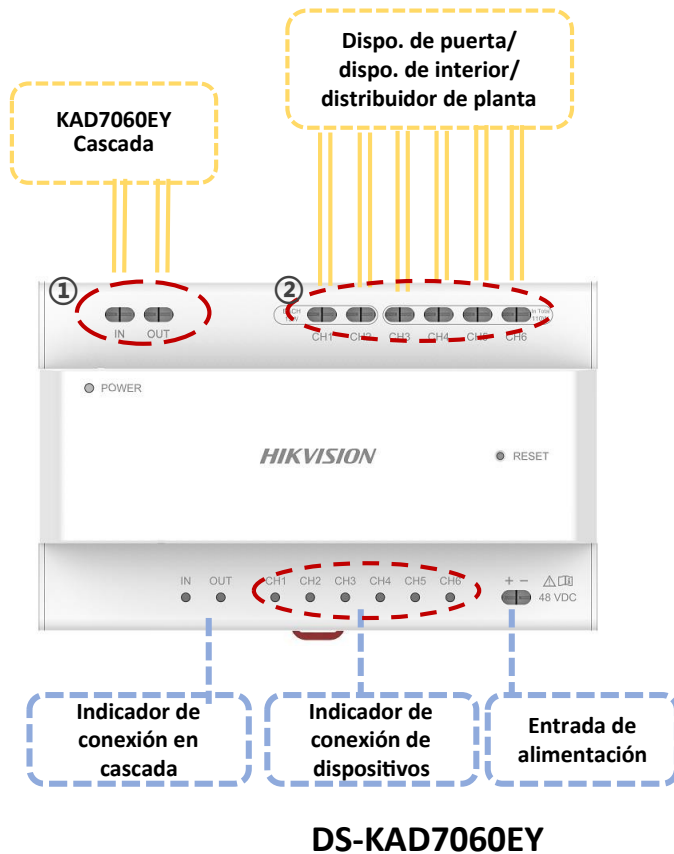 Dispo. de puerta/
dispo. de interior/
distribuidor de planta
KAD7060EY
Cascada
①
②
IN OUT
CH1 CH2 CH3 CH4 CH5 CH6
In Total
POWER
HIKVISION
RESET
IN OUT CH1 CH2 CH3 CH4 CH5 CH6 + -
48 VDC
Indicador de
conexión en
cascada
Indicador de
conexión de
dispositivos
Entrada de
alimentación
DS-KAD7060EY